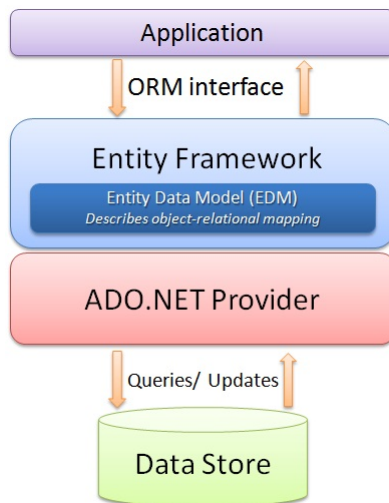 Application
ORM interface
Entity Framework
Entity Data Model (EDM)
Describes object-relational mapping
ADO.NET Provider
Queries/ Updates
Data Store